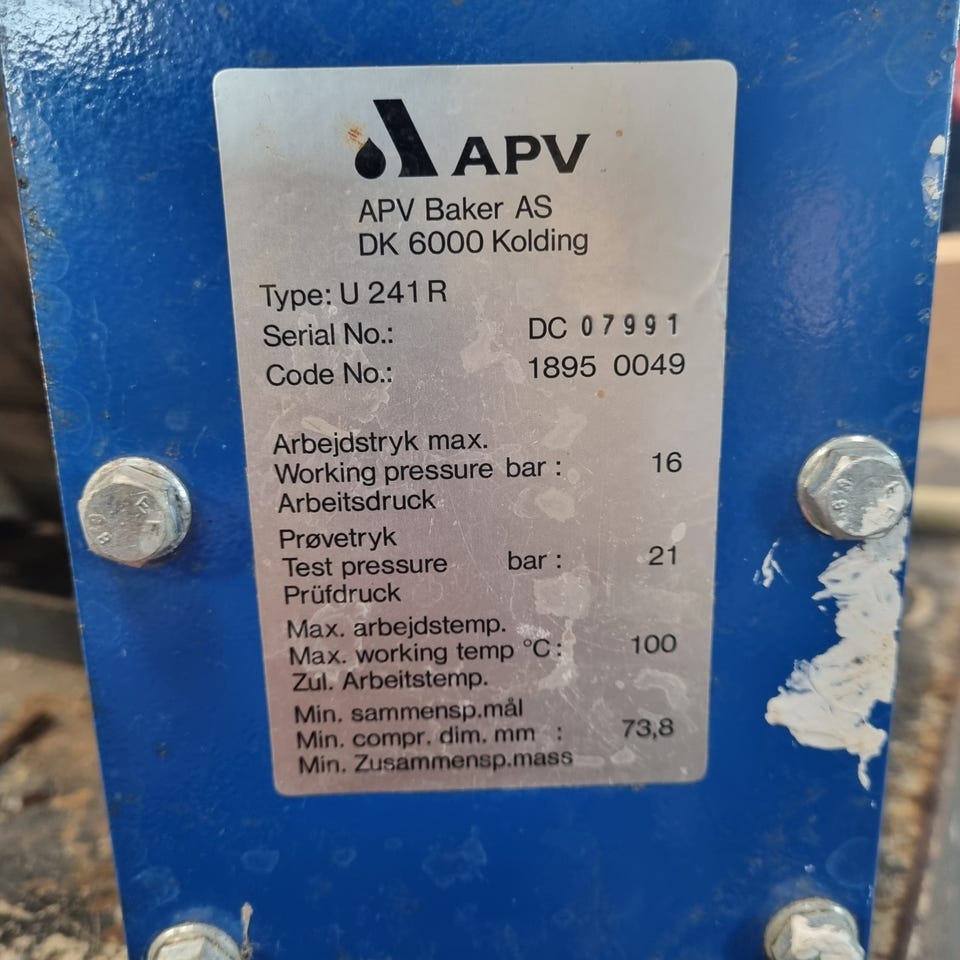 APV
APV Baker AS
DK 6000 Kolding
Type: U 241 R
Serial No.: DC 07991
Code No.: 1895 0049
Arbejdstryk max.
Working pressure bar : 16
Arbeitsdruck
Prøvetryk
Test pressure bar : 21
Prüfdruck
Max. arbejdstemp.
Max. working temp °C : 100
Zul. Arbeitstemp.
Min. sammensp.mål
Min. compr. dim. mm : 73,8
Min. Zusammensp.mass